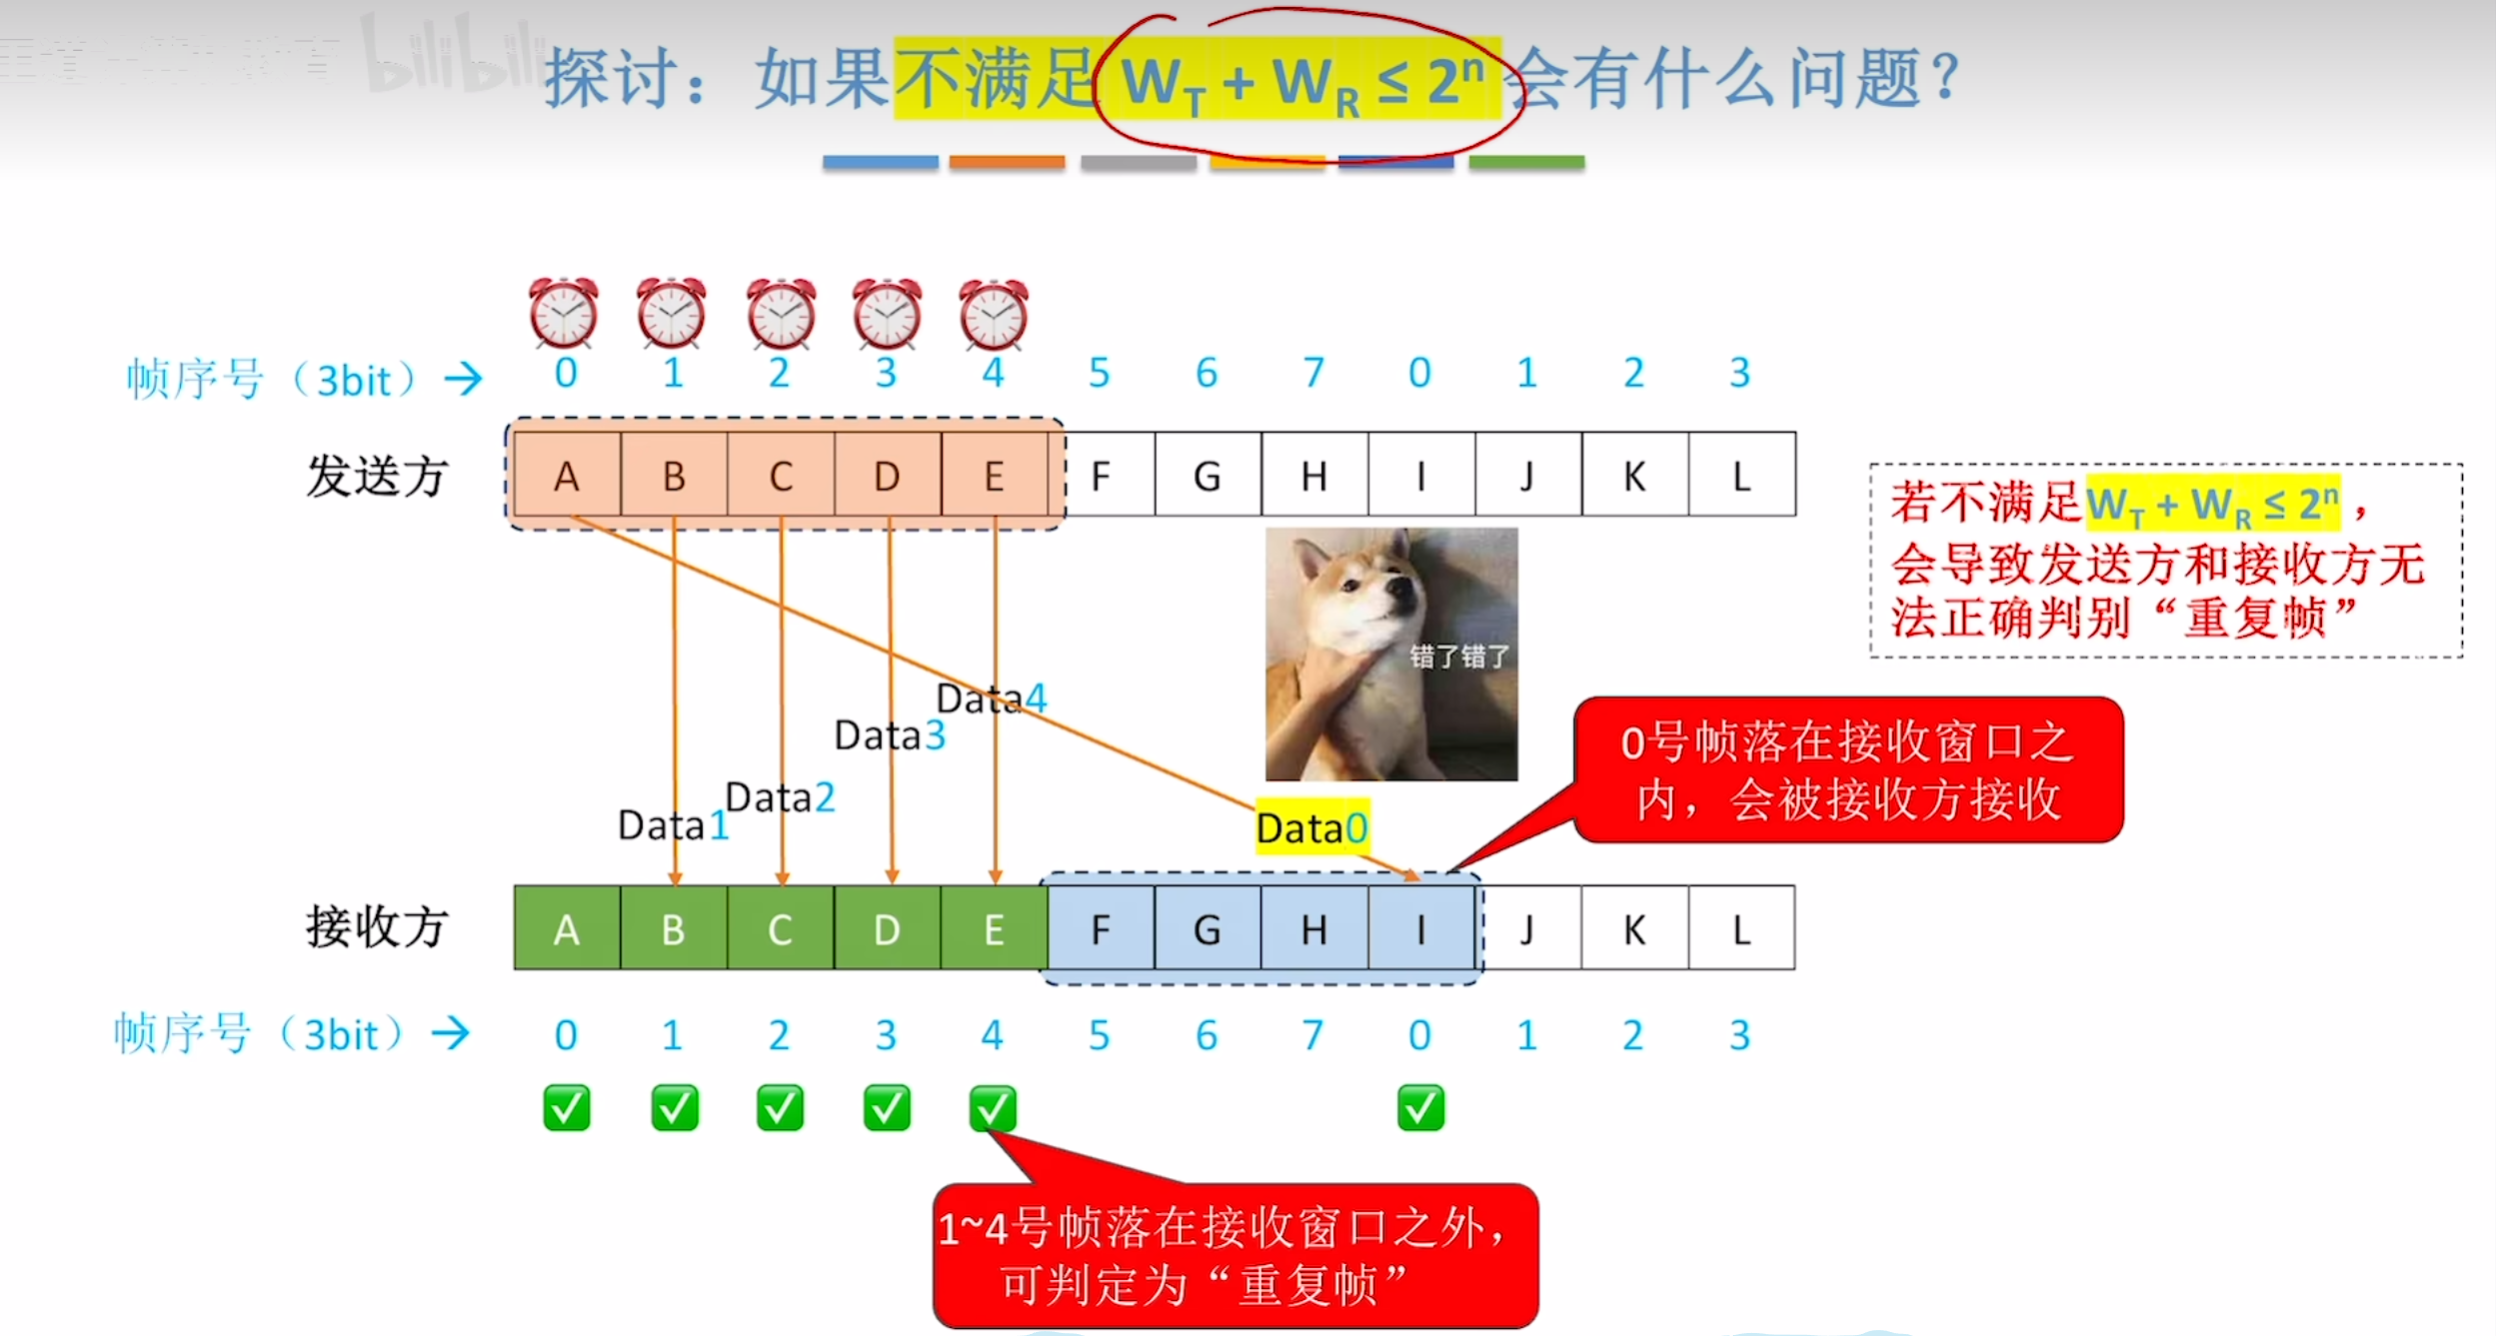 bilibili
探讨：如果不满足 W_T + W_R ≤ 2ⁿ 会有什么问题？
帧序号（3bit）→ 0 1 2 3 4 5 6 7 0 1 2 3
发送方 A B C D E F G H I J K L
若不满足W_T + W_R ≤ 2ⁿ，
会导致发送方和接收方无
法正确判别“重复帧”
错了错了
Data4
Data3
Data2
Data1
Data0
0号帧落在接收窗口之
内，会被接收方接收
接收方 A B C D E F G H I J K L
帧序号（3bit）→ 0 1 2 3 4 5 6 7 0 1 2 3
1~4号帧落在接收窗口之外，
可判定为“重复帧”